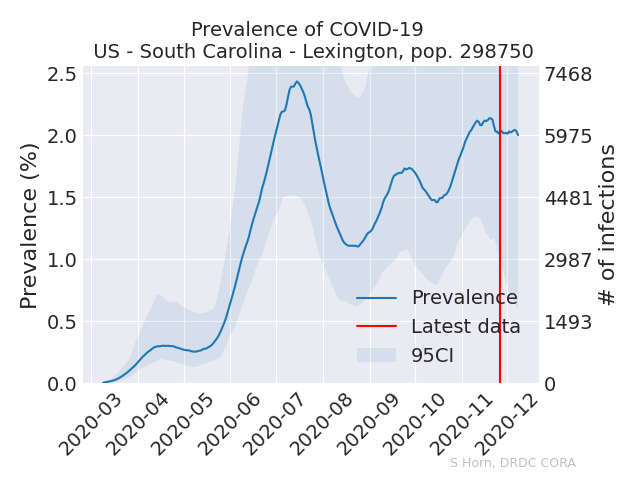 Prevalence of COVID-19
US - South Carolina - Lexington, pop. 298750
Prevalence (%)
2.5
2.0
1.5
1.0
0.5
0.0
7468
5975
4481
2987
1493
0
# of infections
Prevalence
Latest data
95CI
2020-03
2020-04
2020-05
2020-06
2020-07
2020-08
2020-09
2020-10
2020-11
2020-12
S Horn, DRDC CORA